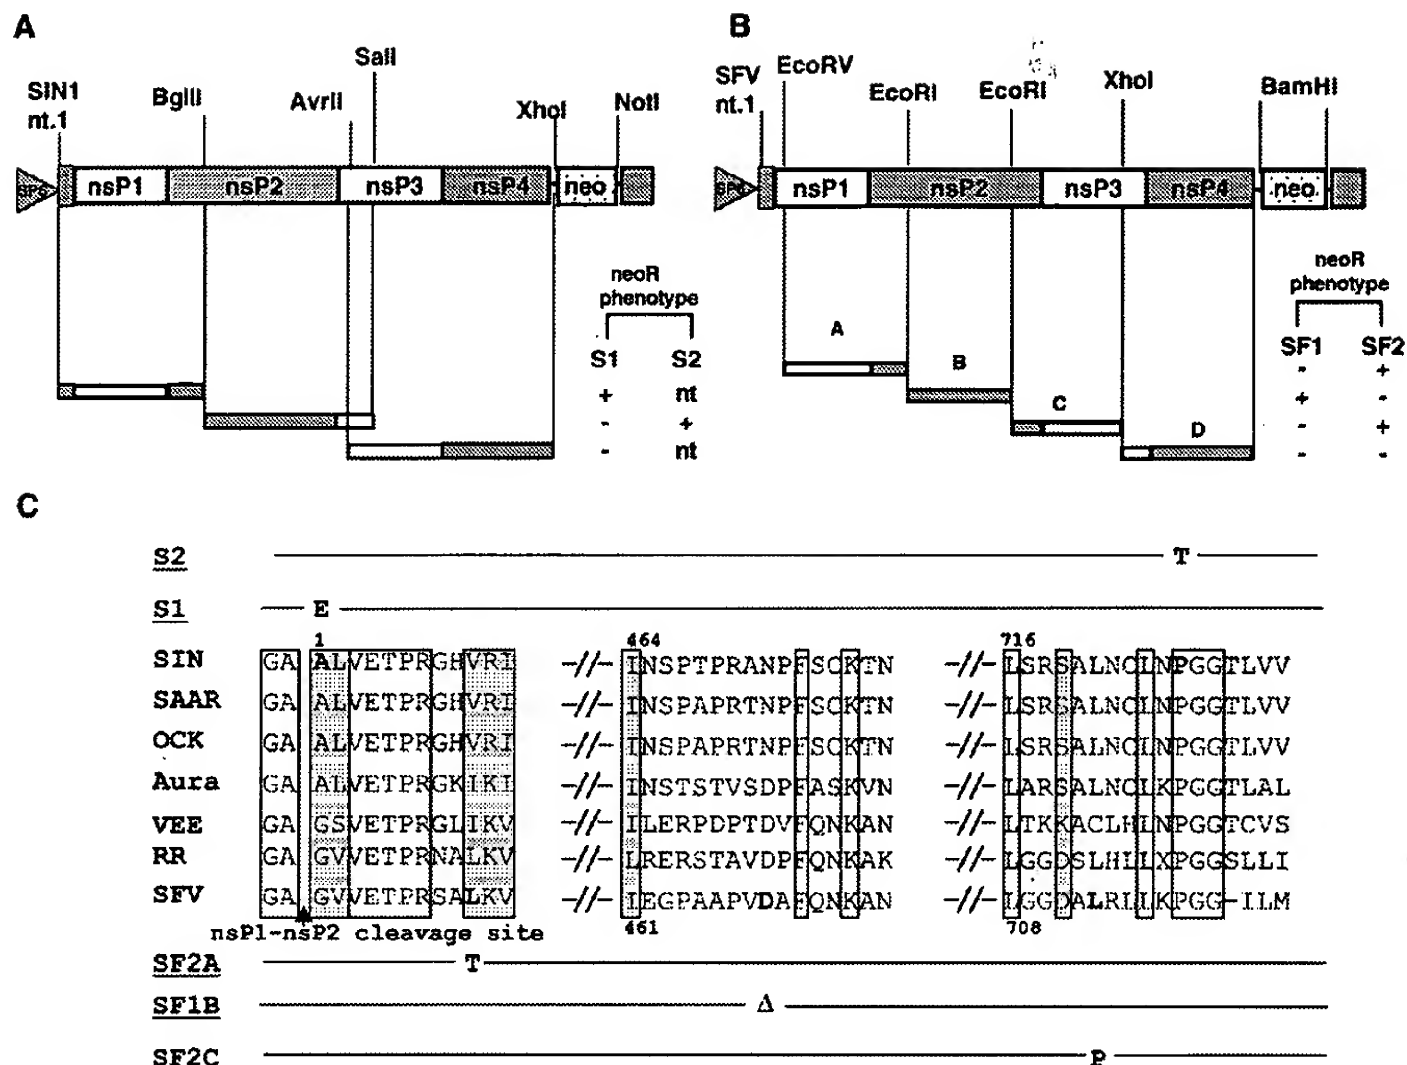 A
SalI
SIN1
nt.1
BglII
AvrII
XhoI
NotI
nsP1
nsP2
nsP3
nsP4
neo
neoR
phenotype
S1 S2
+ nt
- +
- nt
B
SFV
nt.1
EcoRV
EcoRI
EcoRI
XhoI
BamHI
nsP1
nsP2
nsP3
nsP4
neo
neoR
phenotype
SF1 SF2
A - +
B + -
C - +
D - -
C
S2 T
S1 E
1 464 716
SIN GA ALVETPRGHVRI -//- INSPTPRANPFSCKTN -//- LSRSALNCLNPGGTLVV
SAAR GA ALVETPRGHVRI -//- INSPAPRTNPFSCKTN -//- LSRSALNCLNPGGTLVV
OCK GA ALVETPRGHVRI -//- INSPAPRTNPFSCKTN -//- LSRSALNCLNPGGTLVV
Aura GA ALVETPRGKIKI -//- INSTSTVSDPFASKVN -//- LARSALNCLKPGGTLAL
VEE GA GSVETPRGLIKV -//- ILERPDPTDVFQNKAN -//- LTKKACLHLNPGGTCVS
RR GA GVVETPRNALKV -//- LRERSTAVDPFQNKAK -//- LGGDSLHLLXPGGSLLI
SFV GA GVVETPRSALKV -//- IEGPAAPVDAFQNKAN -//- LGGDALRLLKPGG-ILM
nsP1-nsP2 cleavage site 461 708
SF2A T
SF1B Δ
SF2C P